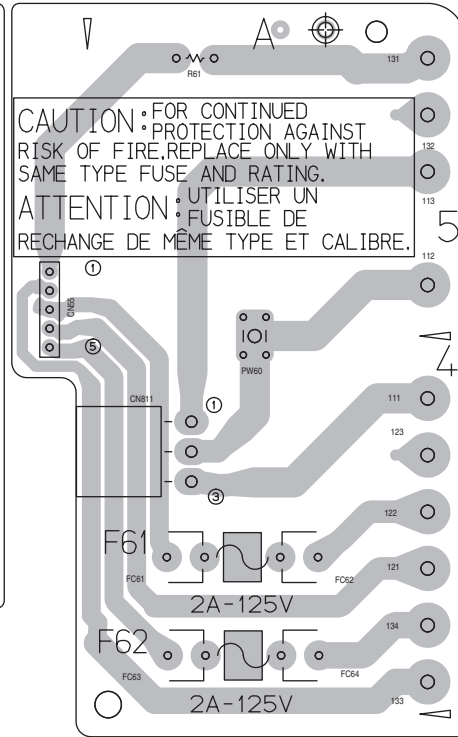 A
R61
131
CAUTION : FOR CONTINUED
PROTECTION AGAINST
RISK OF FIRE,REPLACE ONLY WITH
SAME TYPE FUSE AND RATING.
ATTENTION : UTILISER UN
FUSIBLE DE
RECHANGE DE MÊME TYPE ET CALIBRE.
132
113
5
112
①
CN55
⑤
PW60
4
CN811
①
111
③
123
F61
122
FC61
FC62
121
2A-125V
F62
134
FC63
FC64
133
2A-125V